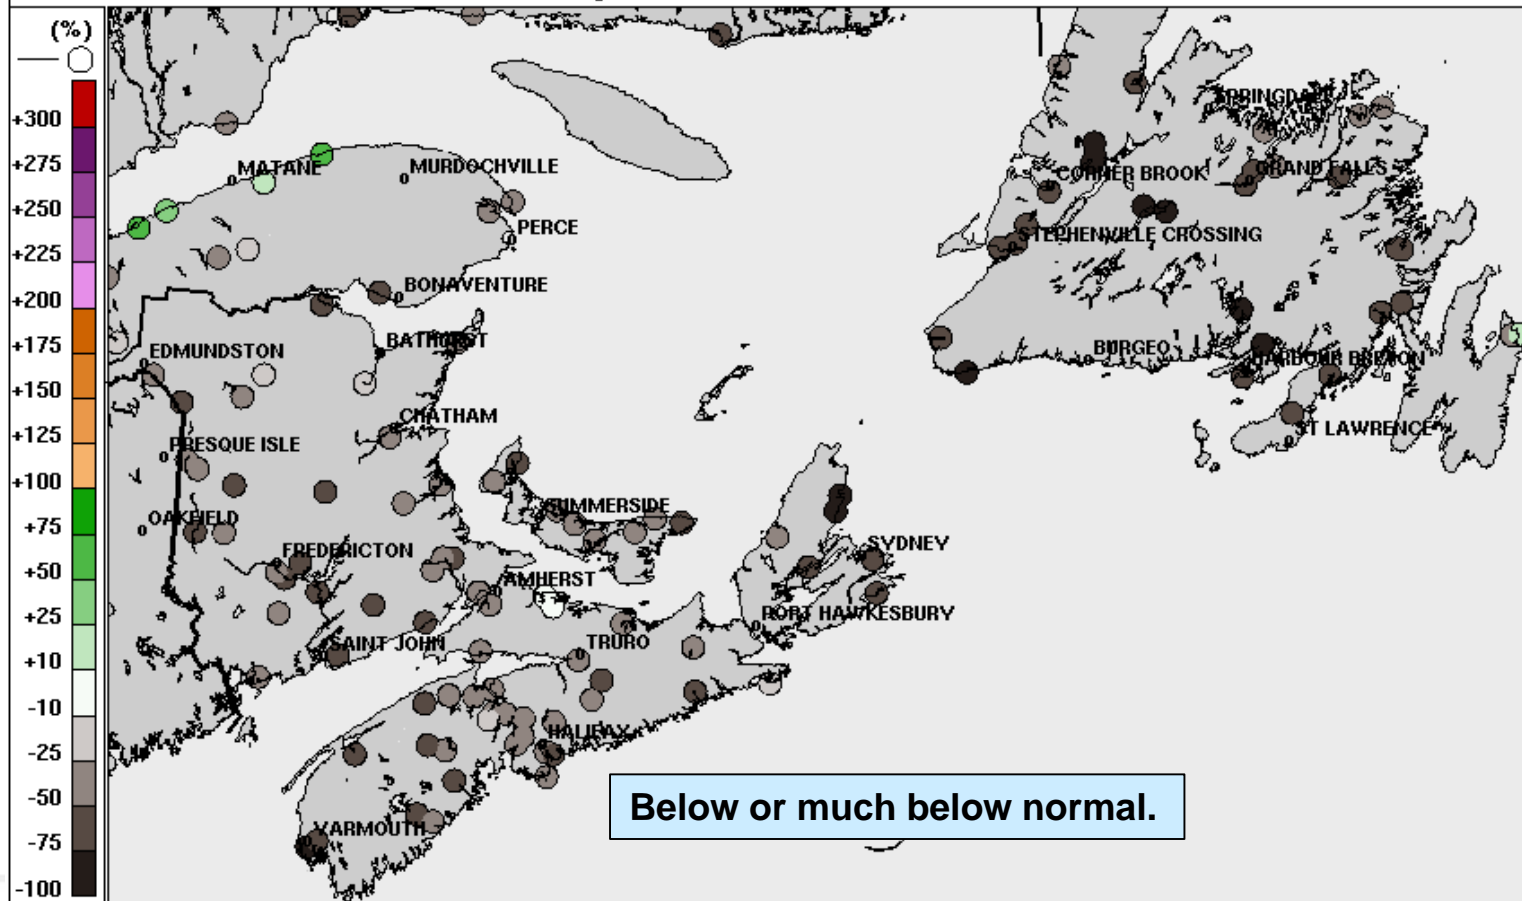 (%)
+300
+275
+250
+225
+200
+175
+150
+125
+100
+75
+50
+25
+10
-10
-25
-50
-75
-100
SPRINGDALE
MATANE
MURDOCHVILLE
CORNER BROOK
GRAND FALLS
PERCE
STEPHENVILLE CROSSING
BONAVENTURE
BATHURST
EDMUNDSTON
BURGEO
HARBOUR BRETON
CHATHAM
ST LAWRENCE
PRESQUE ISLE
SUMMERSIDE
OAKFIELD
FREDERICTON
SYDNEY
AMHERST
PORT HAWKESBURY
SAINT JOHN
TRURO
HALIFAX
Below or much below normal.
YARMOUTH